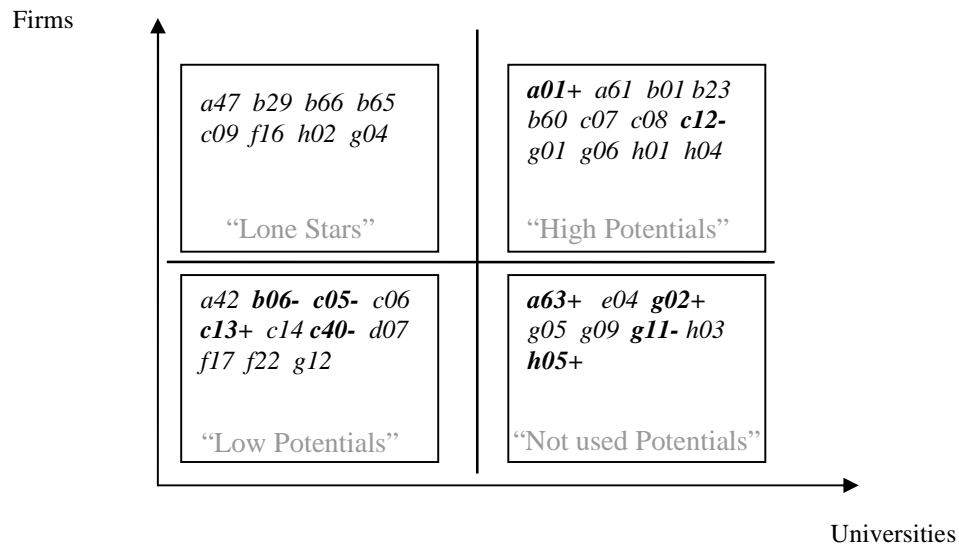 Firms
a47 b29 b66 b65
c09 f16 h02 g04
“Lone Stars”
a01+ a61 b01 b23
b60 c07 c08 c12-
g01 g06 h01 h04
“High Potentials”
a42 b06- c05- c06
c13+ c14 c40- d07
f17 f22 g12
“Low Potentials”
a63+ e04 g02+
g05 g09 g11- h03
h05+
“Not used Potentials”
Universities